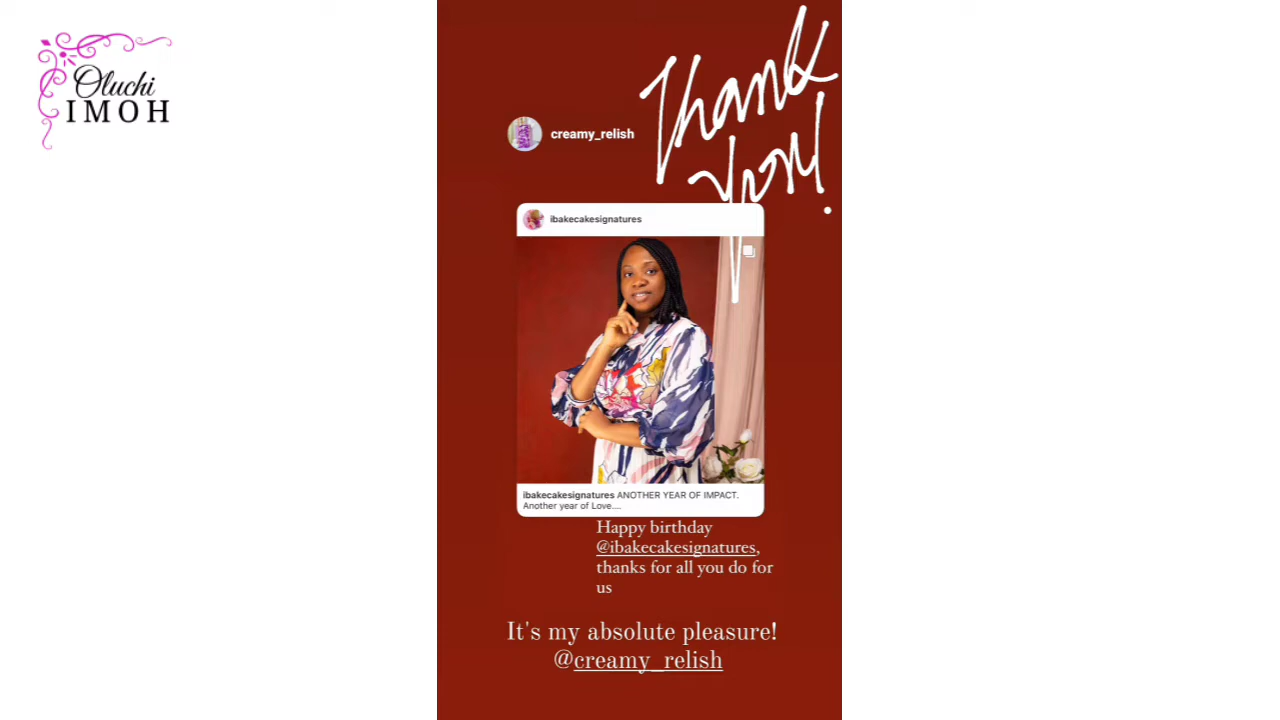 Oluchi
IMOH
Thank
You!
creamy_relish
ibakecakesignatures
ibakecakesignatures ANOTHER YEAR OF IMPACT.
Another year of Love....
Happy birthday
@ibakecakesignatures,
thanks for all you do for
us
It's my absolute pleasure!
@creamy_relish